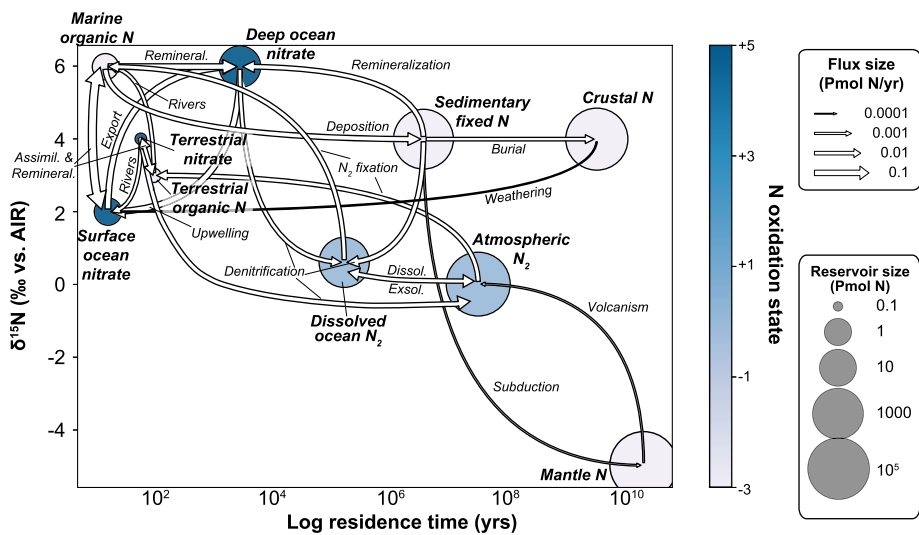 Marine
organic N
Deep ocean
nitrate
Remineral.
Remineralization
Rivers
Sedimentary
fixed N
Crustal N
Export
Deposition
Terrestrial
nitrate
Burial
Assimil. &
Remineral.
Rivers
N2 fixation
Terrestrial
organic N
Weathering
Surface
ocean
nitrate
Upwelling
Atmospheric
N2
Denitrification
Dissol.
Exsol.
Dissolved
ocean N2
Volcanism
Subduction
Mantle N
6
4
2
0
-2
-4
δ15N (‰ vs. AIR)
10^2
10^4
10^6
10^8
10^10
Log residence time (yrs)
+5
+3
+1
-1
-3
N oxidation state
Flux size
(Pmol N/yr)
0.0001
0.001
0.01
0.1
Reservoir size
(Pmol N)
0.1
1
10
1000
10^5